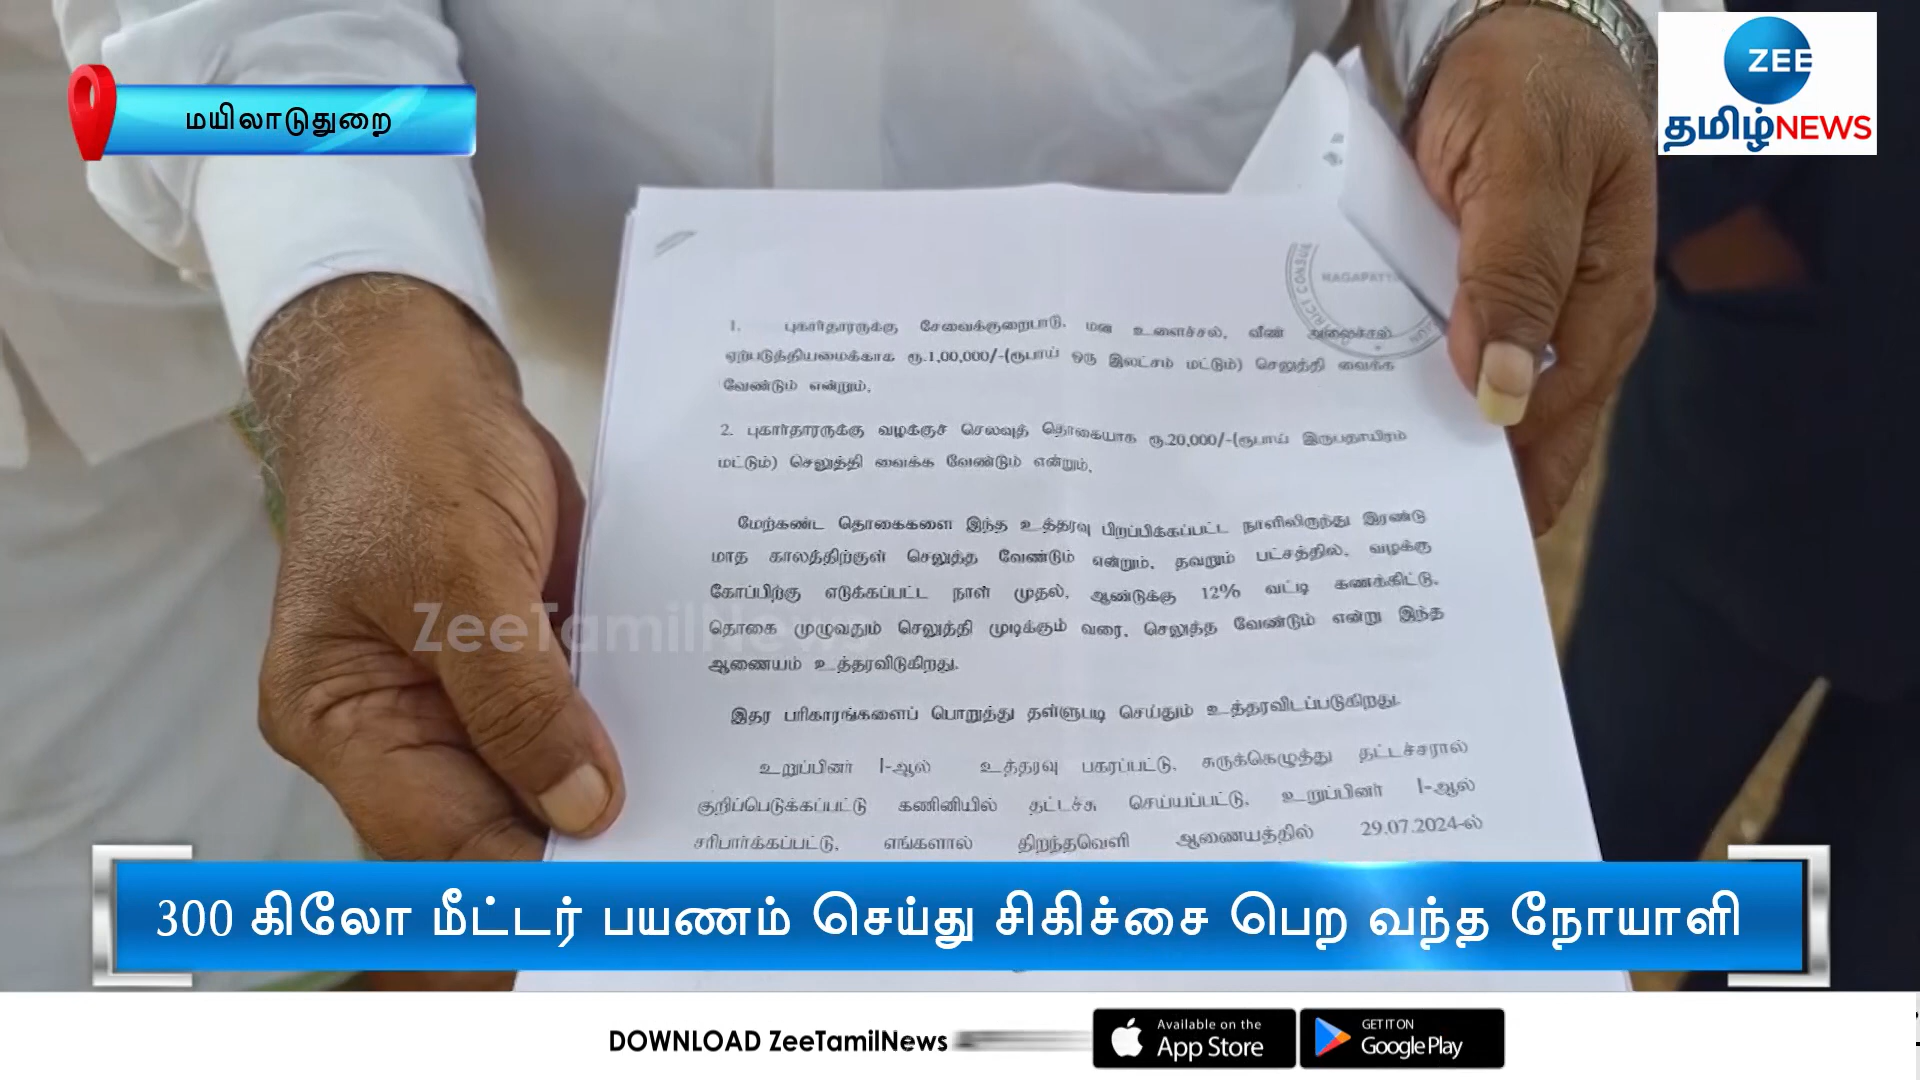 மயிலாடுதுறை
ZEE
தமிழ்NEWS
NAGAPATT
1. புகார்தாரருக்கு சேவைக்குறைபாடு, மன உளைச்சல், வீண் அலைச்சல்
ஏற்படுத்தியமைக்காக ரூ.1,00,000/-(ரூபாய் ஒரு இலட்சம் மட்டும்) செலுத்தி வைக்க
வேண்டும் என்றும்,
2. புகார்தாரருக்கு வழக்குச் செலவுத் தொகையாக ரூ.20,000/-(ரூபாய் இருபதாயிரம்
மட்டும்) செலுத்தி வைக்க வேண்டும் என்றும்,
மேற்கண்ட தொகைகளை இந்த உத்தரவு பிறப்பிக்கப்பட்ட நாளிலிருந்து இரண்டு
மாத காலத்திற்குள் செலுத்த வேண்டும் என்றும், தவறும் பட்சத்தில், வழக்கு
கோப்பிற்கு எடுக்கப்பட்ட நாள் முதல், ஆண்டுக்கு 12% வட்டி கணக்கிட்டு,
தொகை முழுவதும் செலுத்தி முடிக்கும் வரை, செலுத்த வேண்டும் என்று இந்த
ஆணையம் உத்தரவிடுகிறது.
இதர பரிகாரங்களைப் பொறுத்து தள்ளுபடி செய்தும் உத்தரவிடப்படுகிறது.
உறுப்பினர் I-ஆல் உத்தரவு பகரப்பட்டு, சுருக்கெழுத்து தட்டச்சரால்
குறிப்பெடுக்கப்பட்டு கணினியில் தட்டச்சு செய்யப்பட்டு, உறுப்பினர் I-ஆல்
சரிபார்க்கப்பட்டு, எங்களால் திறந்தவெளி ஆணையத்தில் 29.07.2024-ல்
ZeeTamilNews
300 கிலோ மீட்டர் பயணம் செய்து சிகிச்சை பெற வந்த நோயாளி
DOWNLOAD ZeeTamilNews
Available on the
App Store
GET IT ON
Google Play